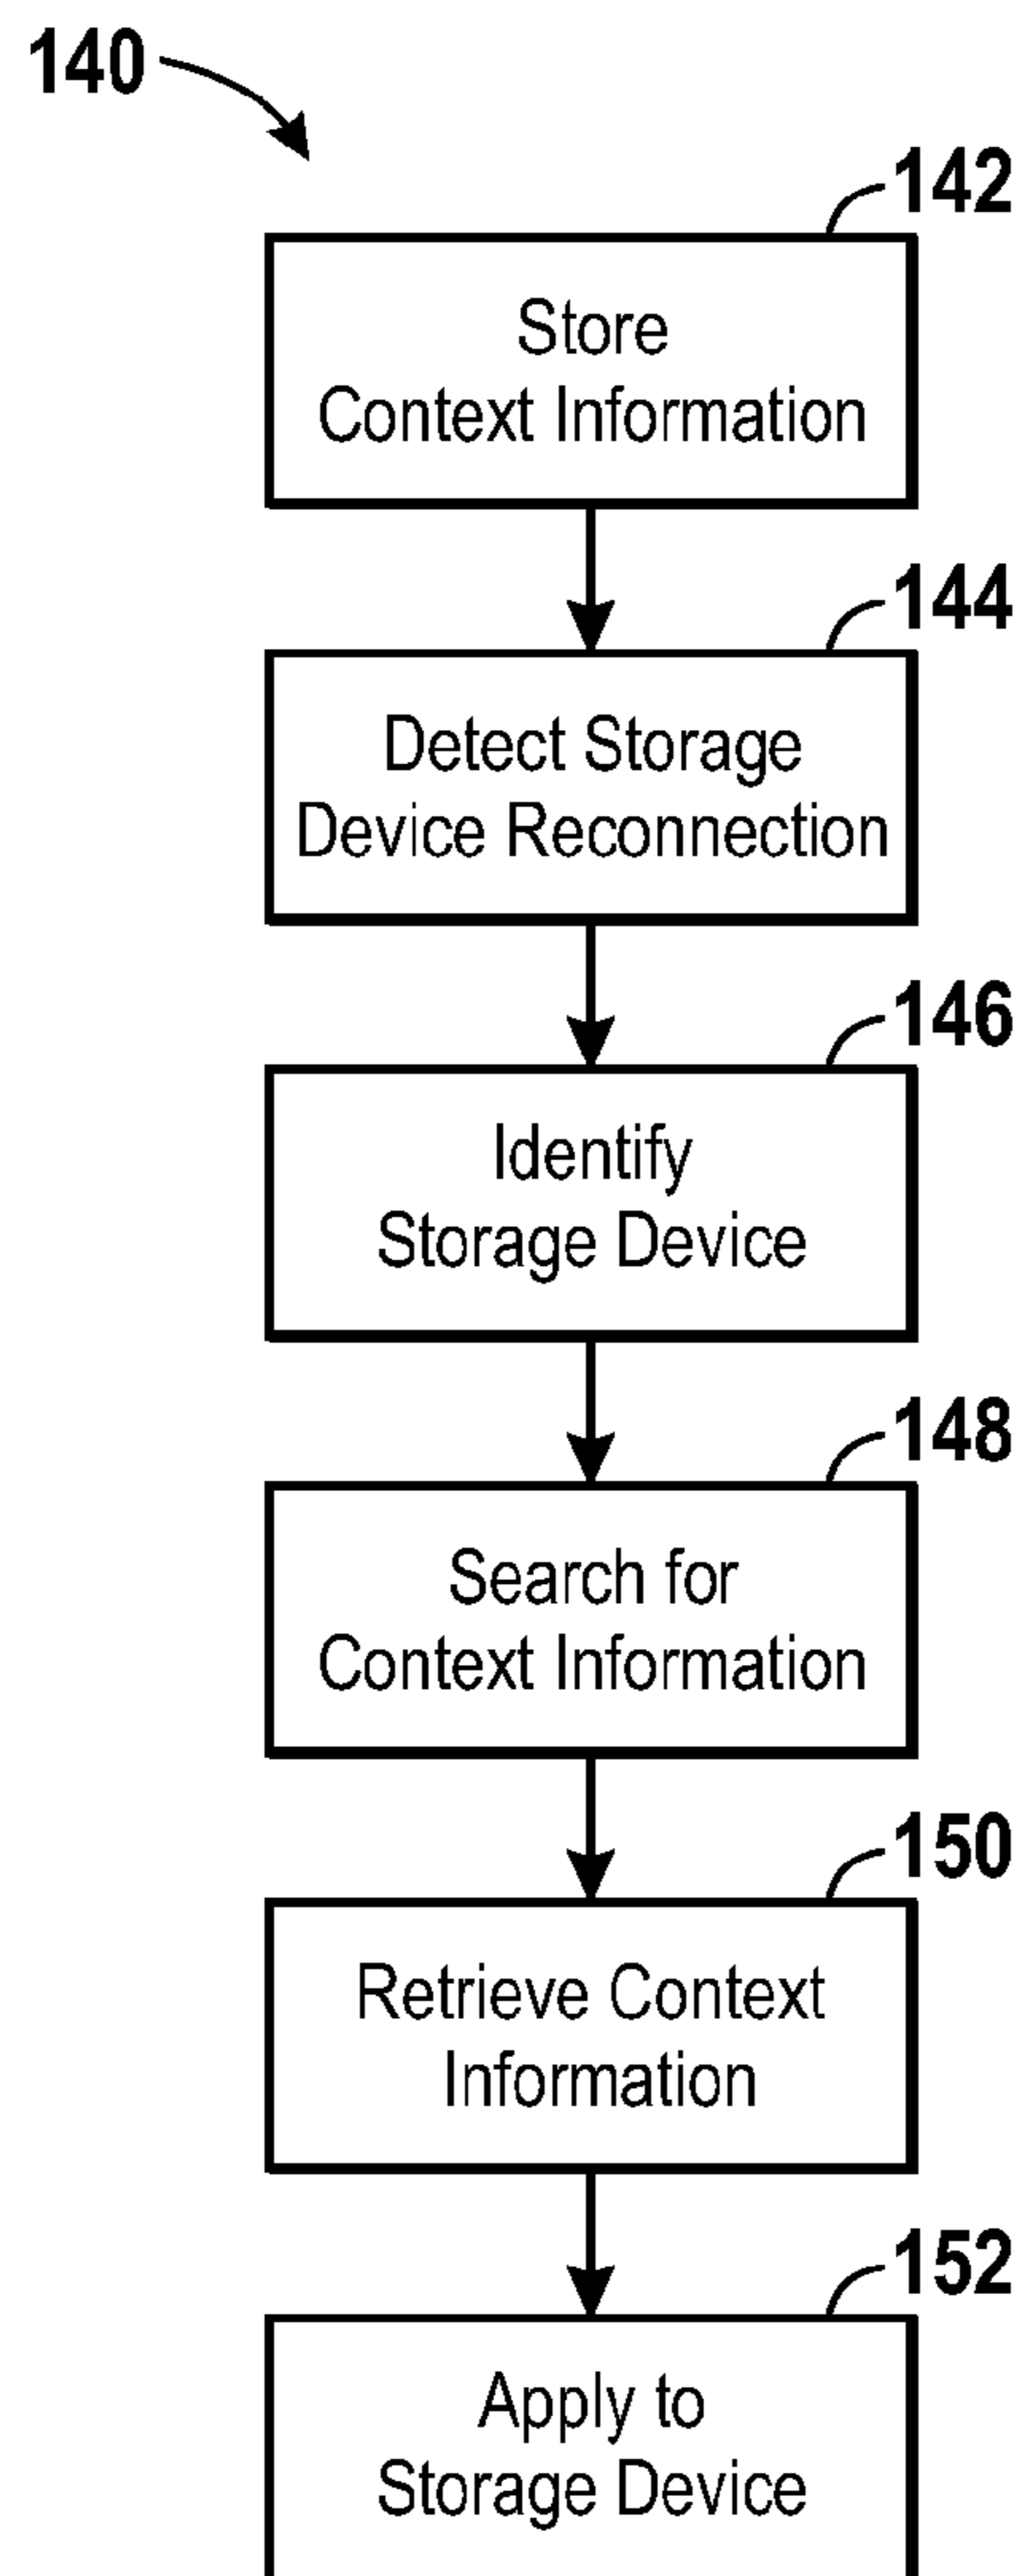 140
142
Store
Context Information
144
Detect Storage
Device Reconnection
146
Identify
Storage Device
148
Search for
Context Information
150
Retrieve Context
Information
152
Apply to
Storage Device